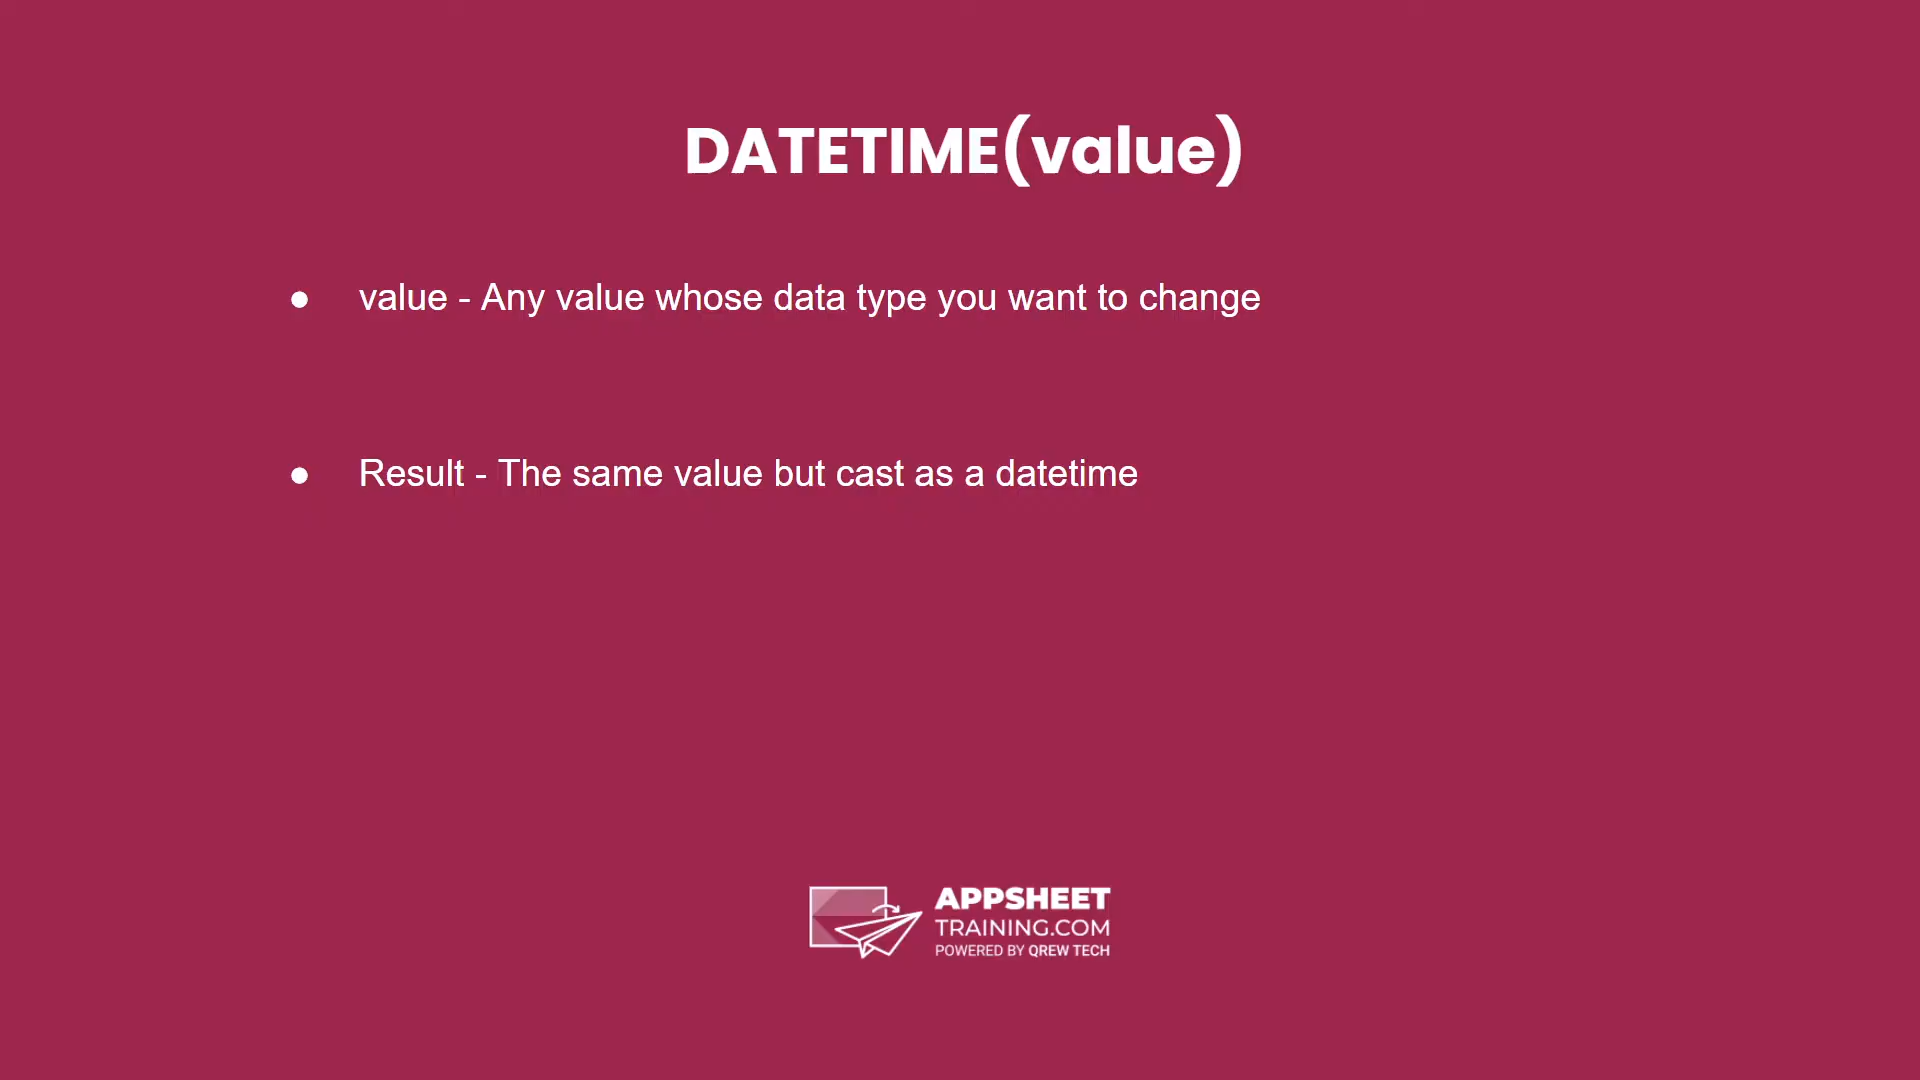 DATETIME(value)
● value - Any value whose data type you want to change
● Result - The same value but cast as a datetime
APPSHEET
TRAINING.COM
POWERED BY QREW TECH